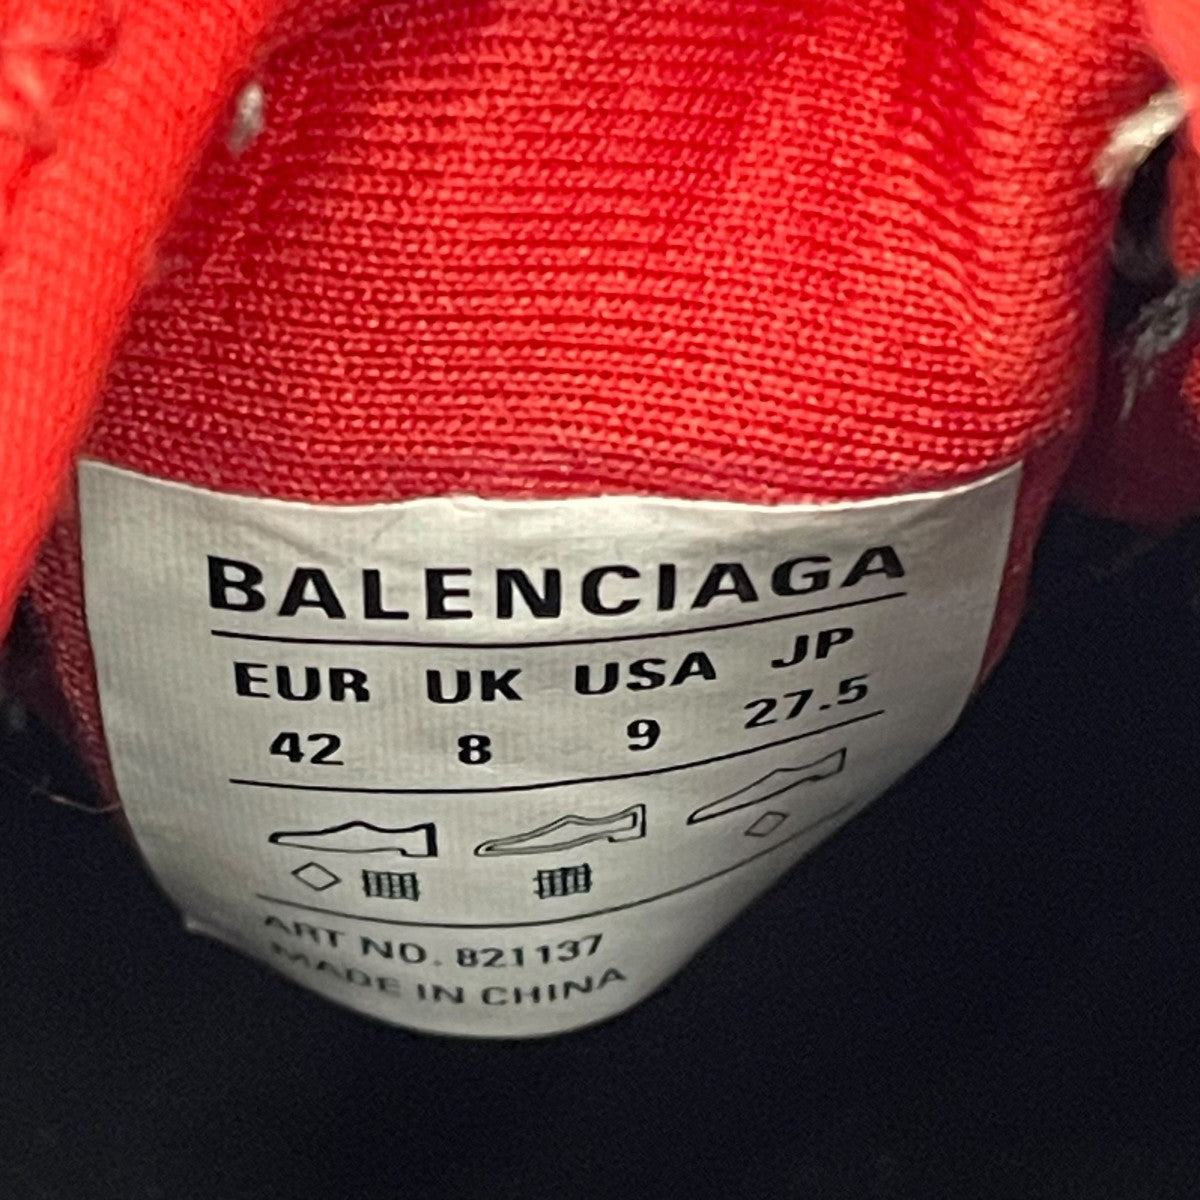 BALENCIAGA
EUR UK USA JP
42 8 9 27.5
ART NO. 821137
MADE IN CHINA